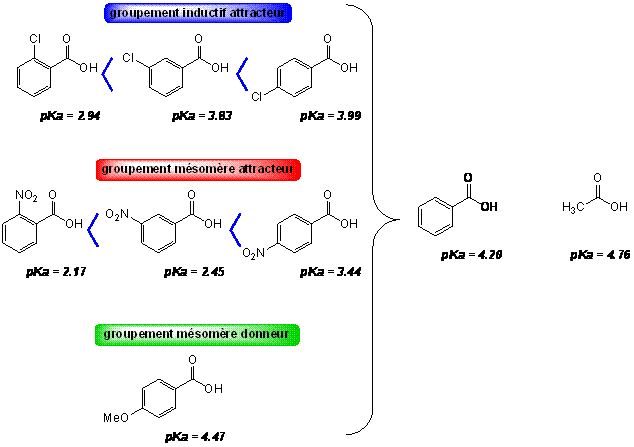 groupement inductif attracteur
Cl O OH
Cl O OH
Cl O OH
pKa = 2.94 pKa = 3.83 pKa = 3.99
groupement mésomère attracteur
NO2 O OH
O2N O OH
O2N O OH
pKa = 2.17 pKa = 2.45 pKa = 3.44
O OH
H3C O OH
pKa = 4.20 pKa = 4.76
groupement mésomère donneur
MeO O OH
pKa = 4.47